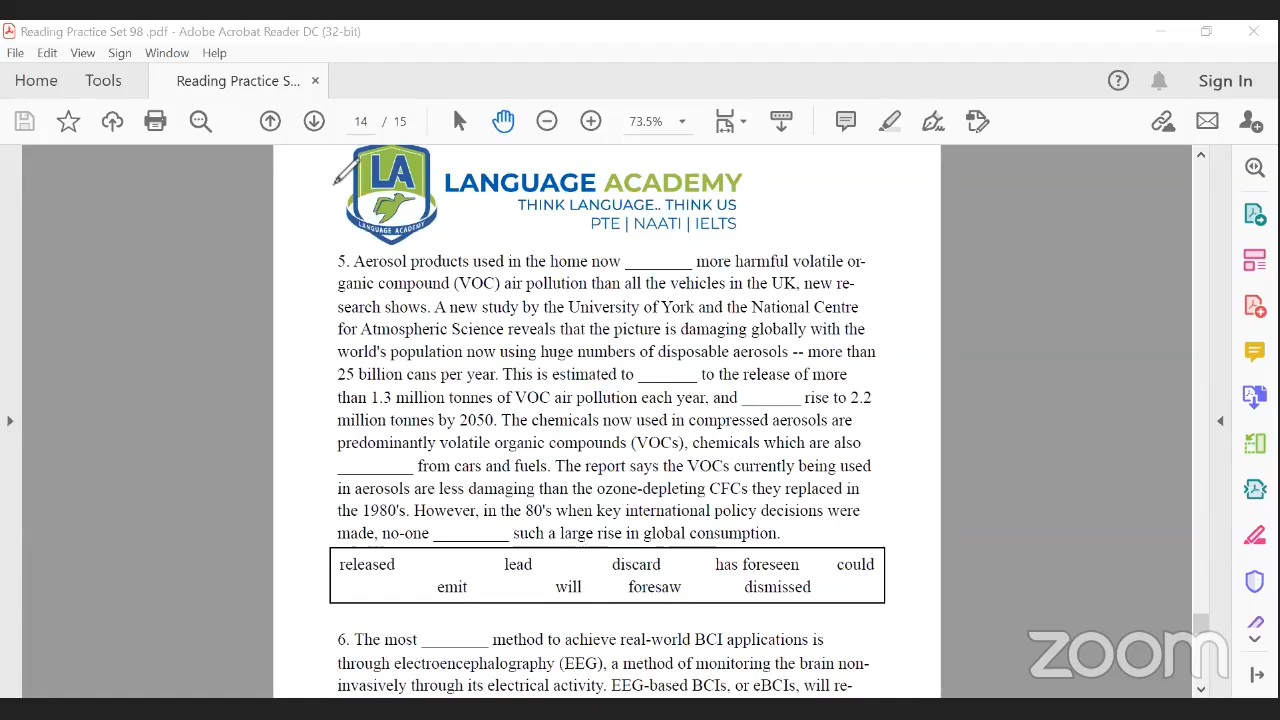 Reading Practice Set 98 .pdf - Adobe Acrobat Reader DC (32-bit)
File Edit View Sign Window Help
Home Tools Reading Practice S... × Sign In
14 / 15 73.5%
LA
LANGUAGE ACADEMY
LANGUAGE ACADEMY
THINK LANGUAGE.. THINK US
PTE | NAATI | IELTS
5. Aerosol products used in the home now ________ more harmful volatile or-
ganic compound (VOC) air pollution than all the vehicles in the UK, new re-
search shows. A new study by the University of York and the National Centre
for Atmospheric Science reveals that the picture is damaging globally with the
world's population now using huge numbers of disposable aerosols -- more than
25 billion cans per year. This is estimated to _______ to the release of more
than 1.3 million tonnes of VOC air pollution each year, and _______ rise to 2.2
million tonnes by 2050. The chemicals now used in compressed aerosols are
predominantly volatile organic compounds (VOCs), chemicals which are also
_________ from cars and fuels. The report says the VOCs currently being used
in aerosols are less damaging than the ozone-depleting CFCs they replaced in
the 1980's. However, in the 80's when key international policy decisions were
made, no-one _________ such a large rise in global consumption.
released lead discard has foreseen could
emit will foresaw dismissed
6. The most ________ method to achieve real-world BCI applications is
through electroencephalography (EEG), a method of monitoring the brain non-
invasively through its electrical activity. EEG-based BCIs, or eBCIs, will re-
zoom